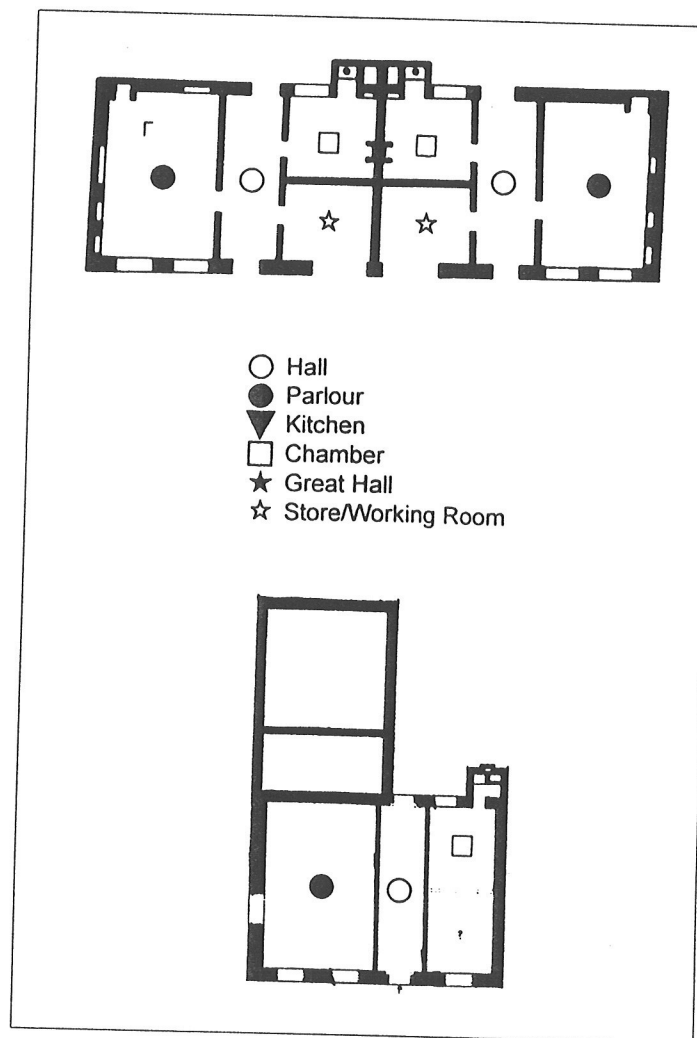 Hall
Parlour
Kitchen
Chamber
Great Hall
Store/Working Room
?